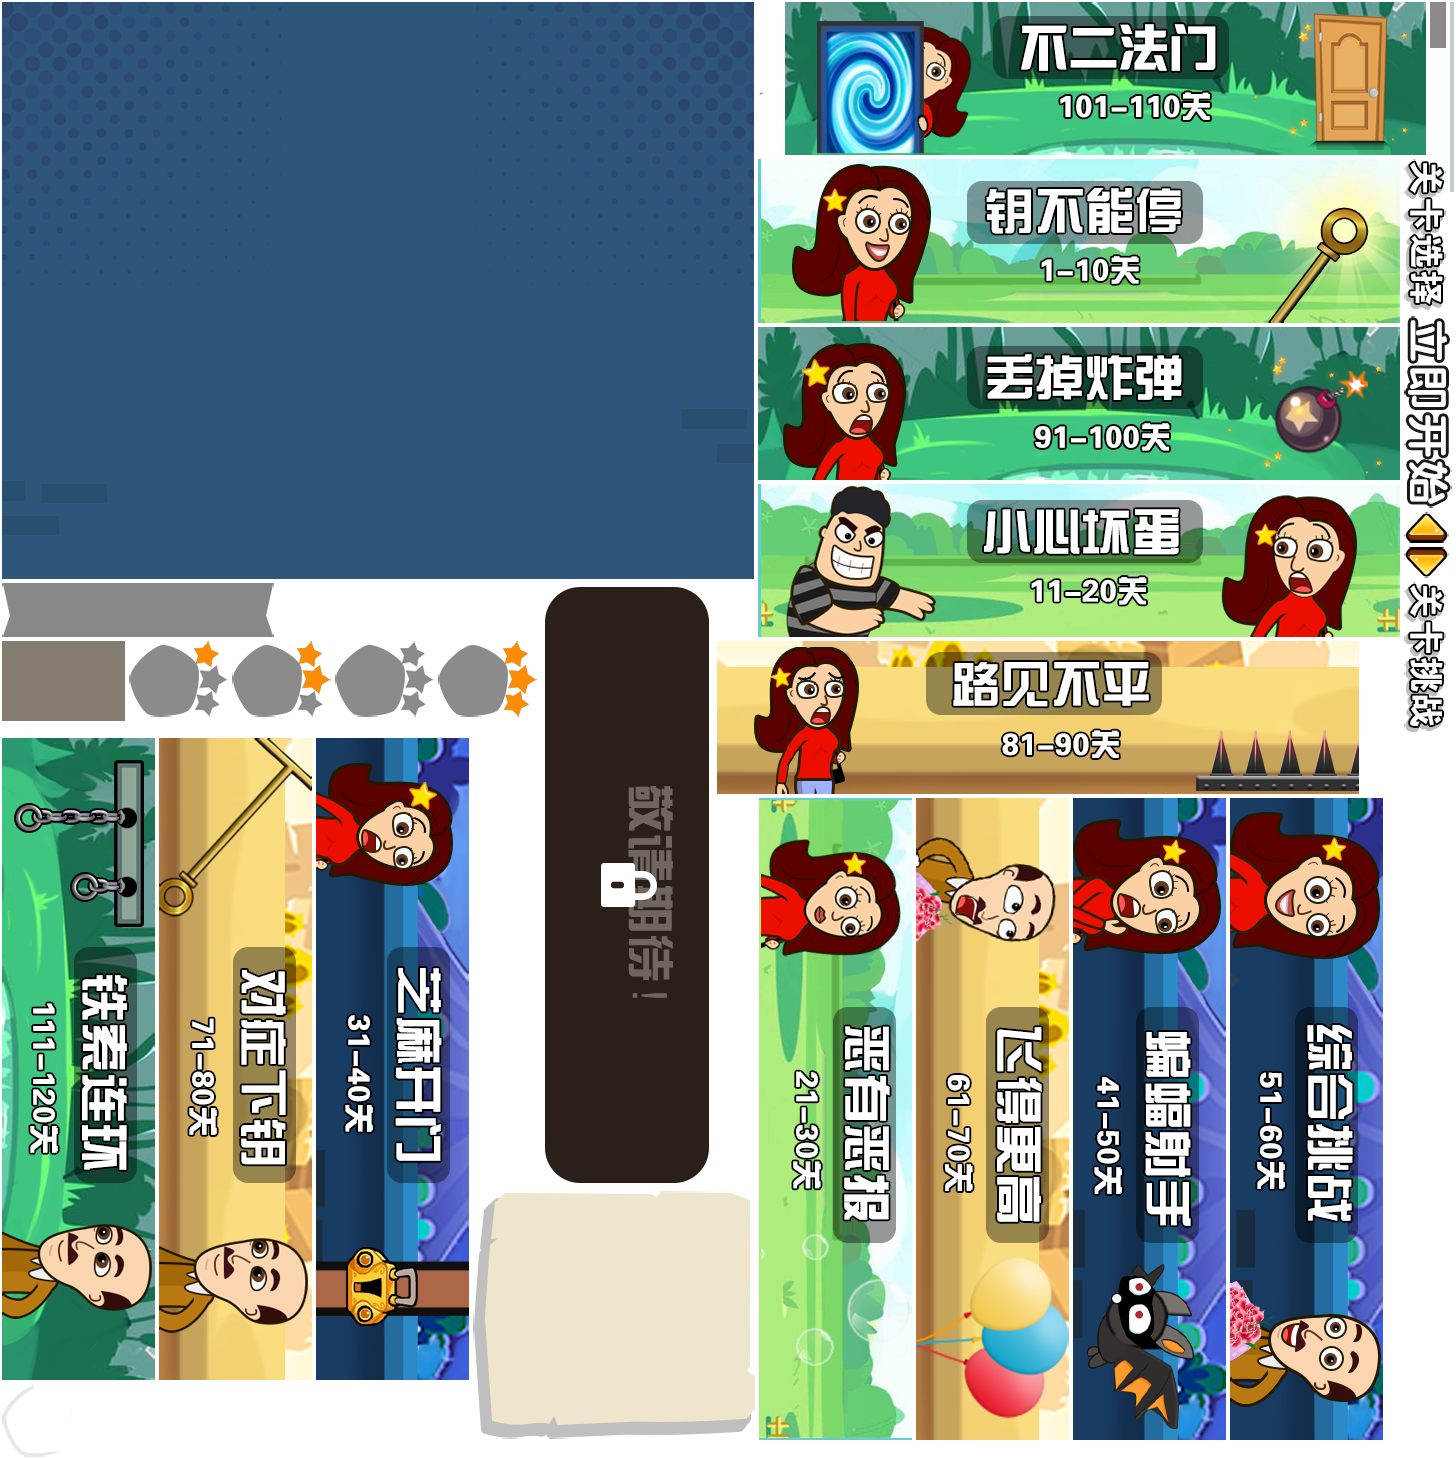 不二法门
101-110关
钥不能停
1-10关
丢掉炸弹
91-100关
小心坏蛋
11-20关
路见不平
81-90关
关卡选择
立即开始
关卡挑战
铁索连环
111-120关
对症下钥
71-80关
芝麻开门
31-40关
敬请期待!
恶有恶报
21-30关
飞得更高
61-70关
蝙蝠射手
41-50关
综合挑战
51-60关